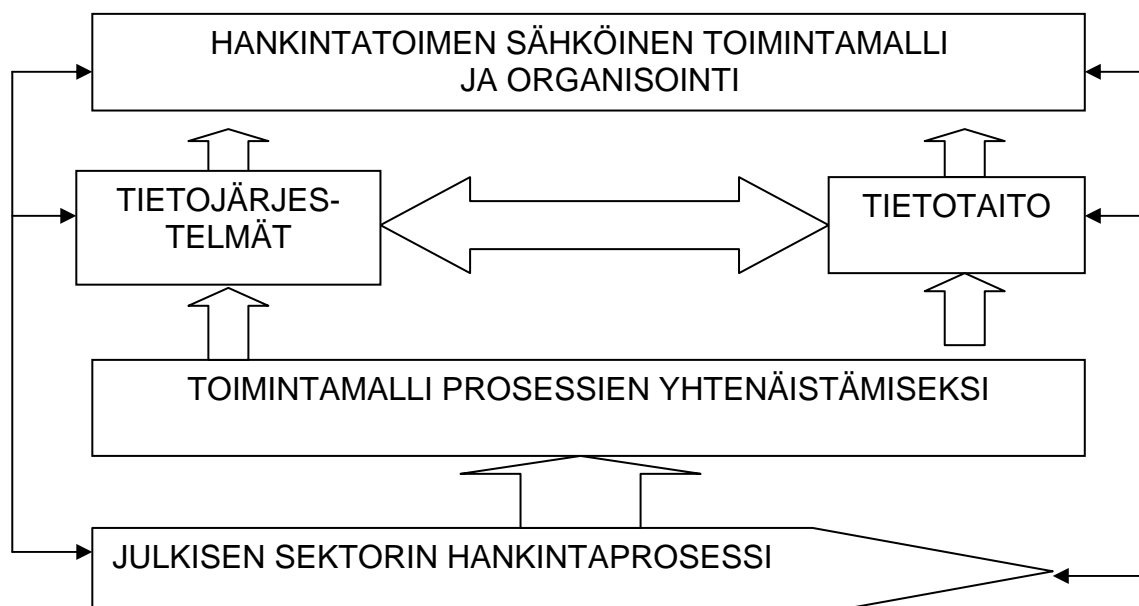 HANKINTATOIMEN SÄHKÖINEN TOIMINTAMALLI
JA ORGANISOINTI
TIETOJÄRJES-
TELMÄT
TIETOTAITO
TOIMINTAMALLI PROSESSIEN YHTENÄISTÄMISEKSI
JULKISEN SEKTORIN HANKINTAPROSESSI